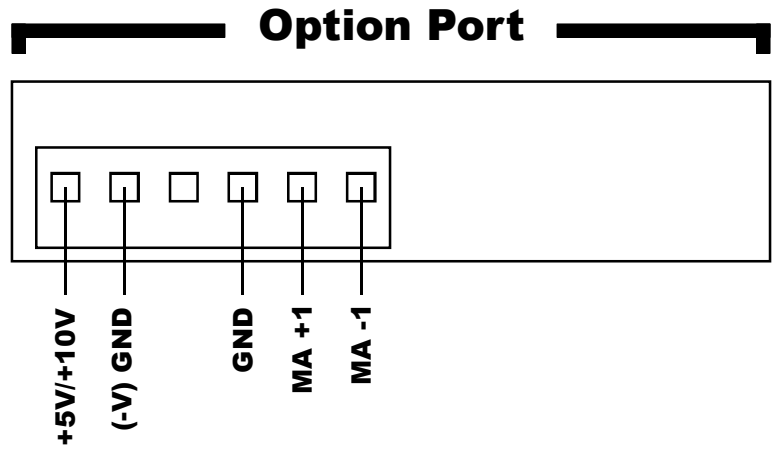 Option Port
+5V/+10V
(-V) GND
GND
MA +1
MA -1